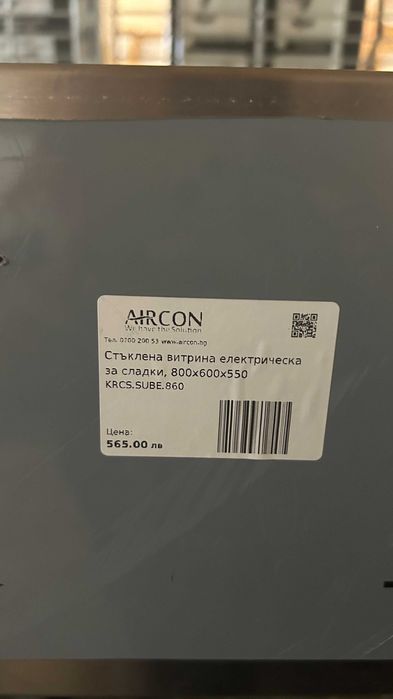 AIRCON
We have the Solution
Тел. 0700 200 53 www.aircon.bg
Стъклена витрина електрическа
за сладки, 800x600x550
KRCS.SUBE.860
Цена:
565.00 лв